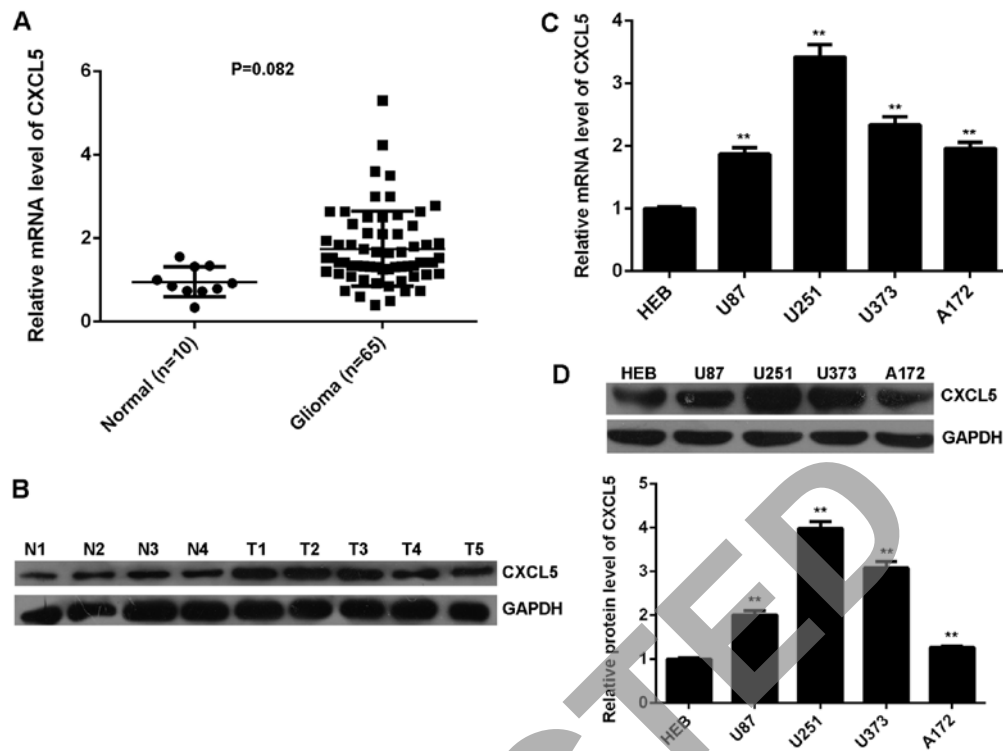 A
Relative mRNA level of CXCL5
P=0.082
6
4
2
0
Normal (n=10)
Glioma (n=65)
B
N1 N2 N3 N4 T1 T2 T3 T4 T5
CXCL5
GAPDH
C
Relative mRNA level of CXCL5
4
3
2
1
0
**
**
**
**
HEB
U87
U251
U373
A172
D
HEB U87 U251 U373 A172
CXCL5
GAPDH
Relative protein level of CXCL5
5
4
3
2
1
0
**
**
**
**
HEB
U87
U251
U373
A172
TED